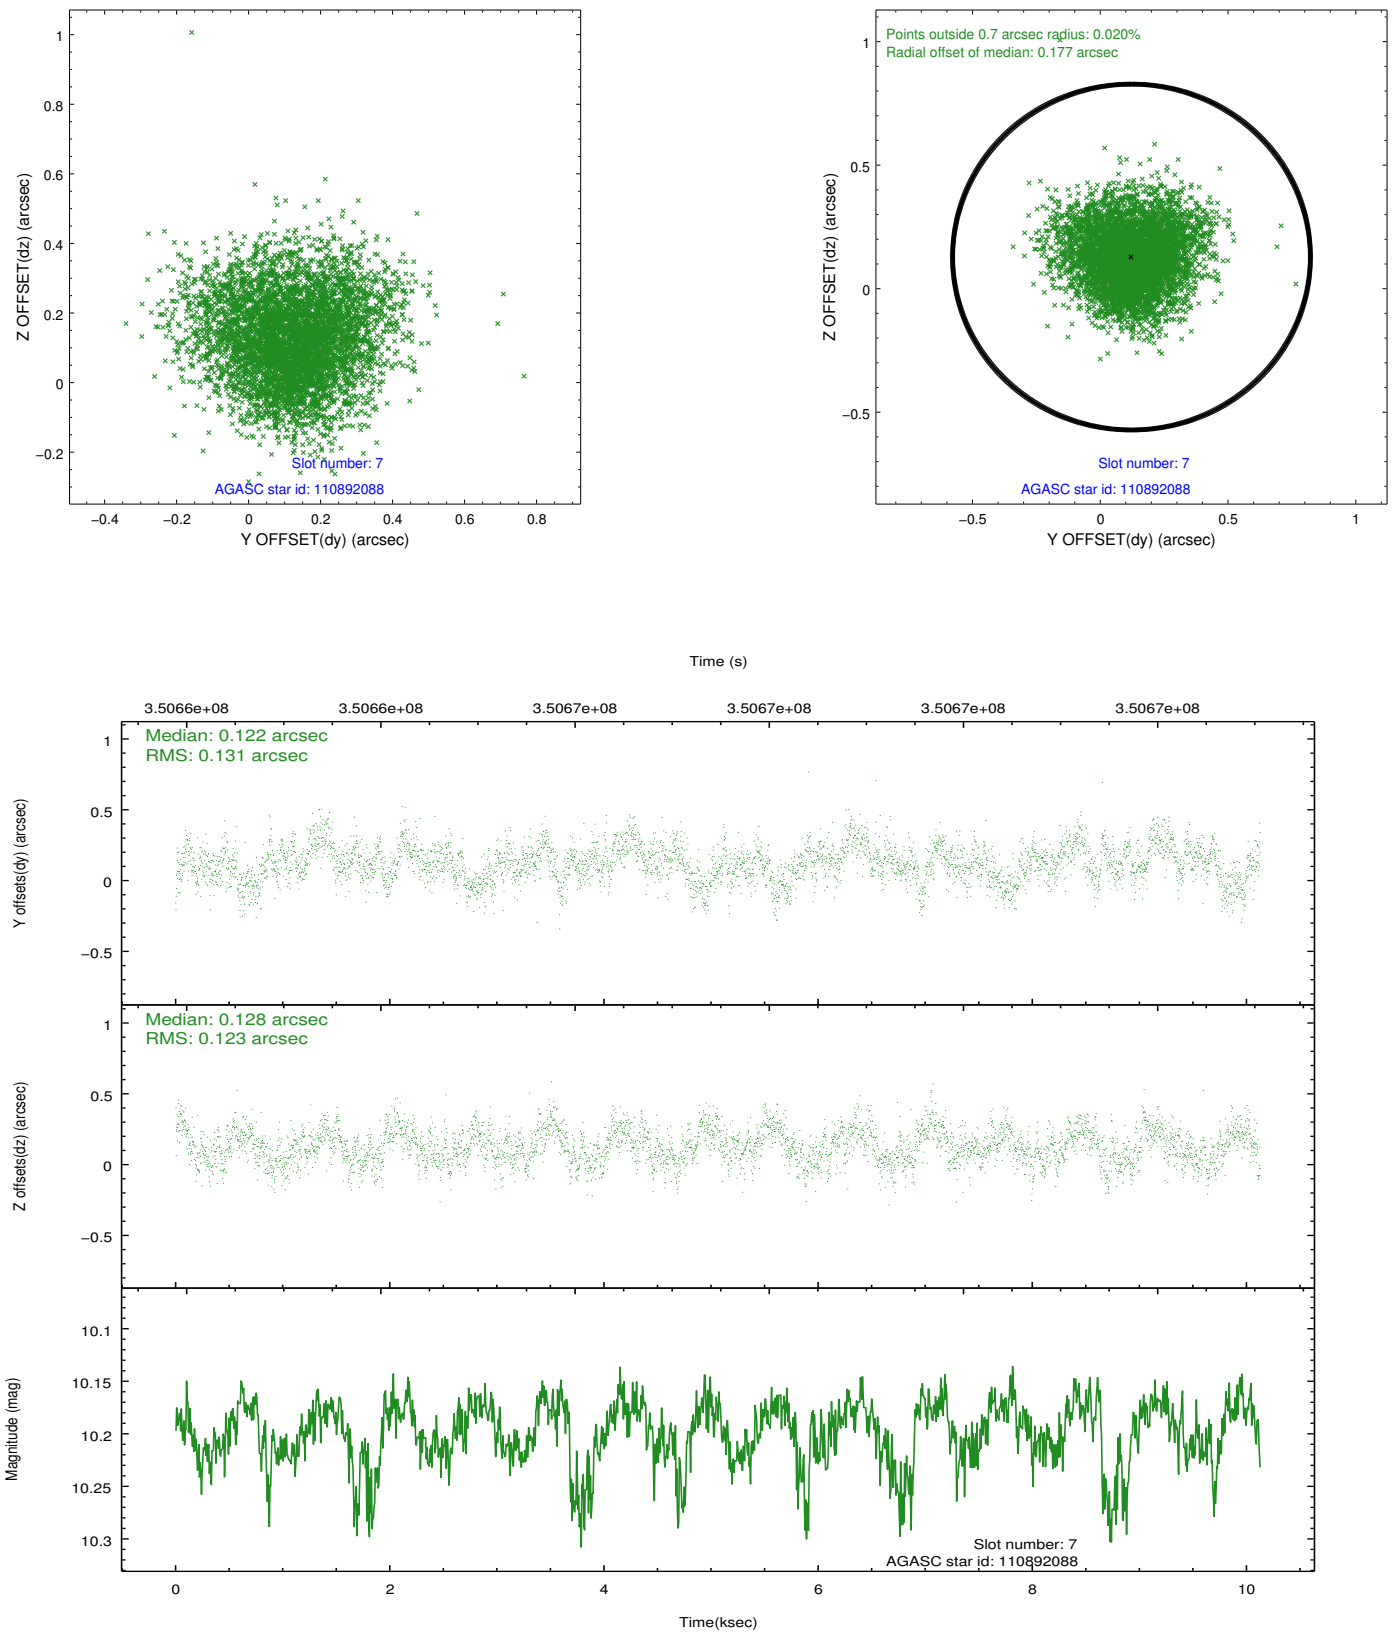 1
0.8
0.6
0.4
0.2
0
−0.2
Z OFFSET(dz) (arcsec)
Slot number: 7
AGASC star id: 110892088
−0.4 −0.2 0 0.2 0.4 0.6 0.8
Y OFFSET(dy) (arcsec)
Points outside 0.7 arcsec radius: 0.020%
Radial offset of median: 0.177 arcsec
1
0.5
0
−0.5
Z OFFSET(dz) (arcsec)
Slot number: 7
AGASC star id: 110892088
−0.5 0 0.5 1
Y OFFSET(dy) (arcsec)
Time (s)
3.5066e+08 3.5066e+08 3.5067e+08 3.5067e+08 3.5067e+08 3.5067e+08
Median: 0.122 arcsec
RMS: 0.131 arcsec
1
0.5
0
−0.5
Y offsets(dy) (arcsec)
Median: 0.128 arcsec
RMS: 0.123 arcsec
1
0.5
0
−0.5
Z offsets(dz) (arcsec)
10.1
10.15
10.2
10.25
10.3
Magnitude (mag)
Slot number: 7
AGASC star id: 110892088
0 2 4 6 8 10
Time(ksec)